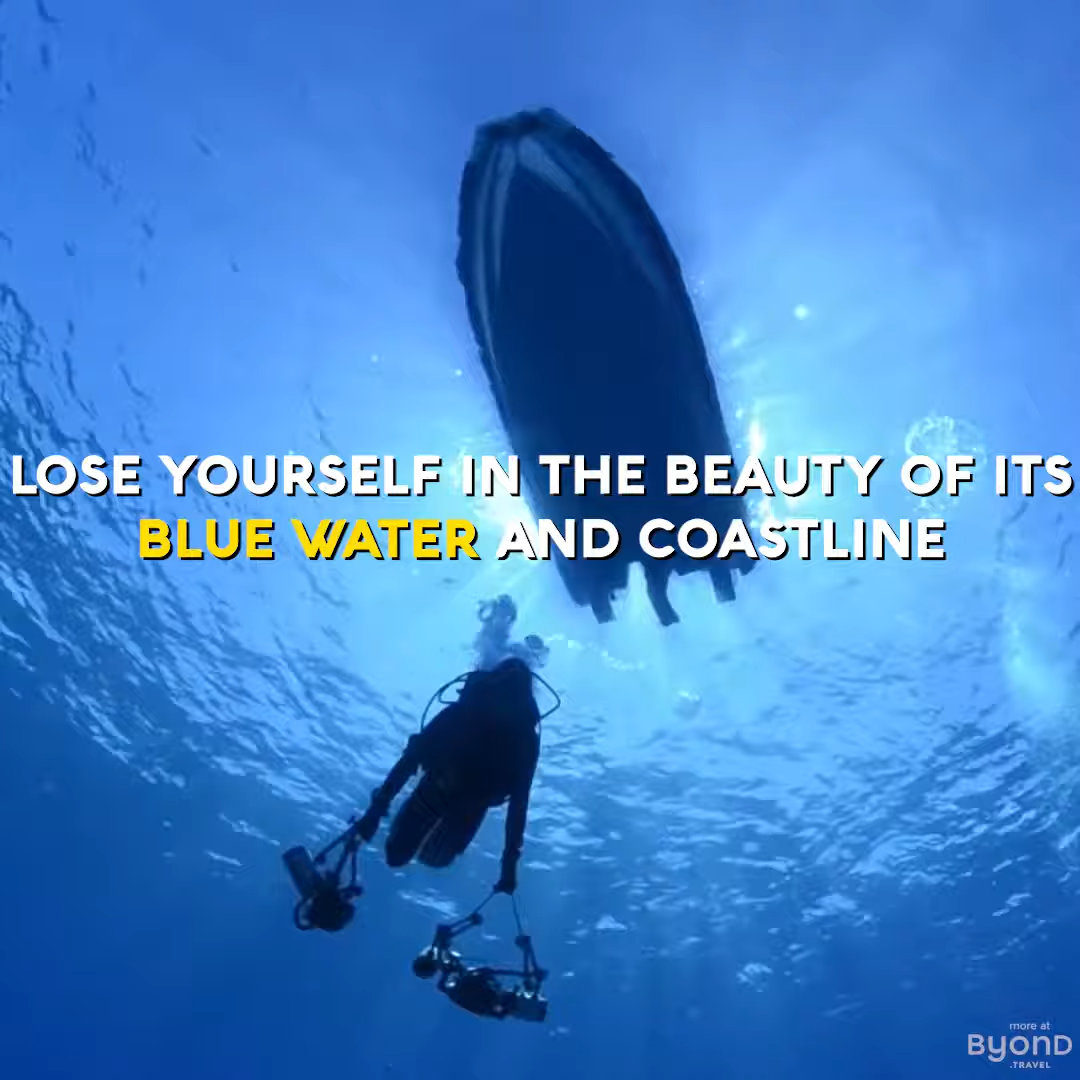 LOSE YOURSELF IN THE BEAUTY OF ITS
BLUE WATER AND COASTLINE
more at
ByonD
.TRAVEL